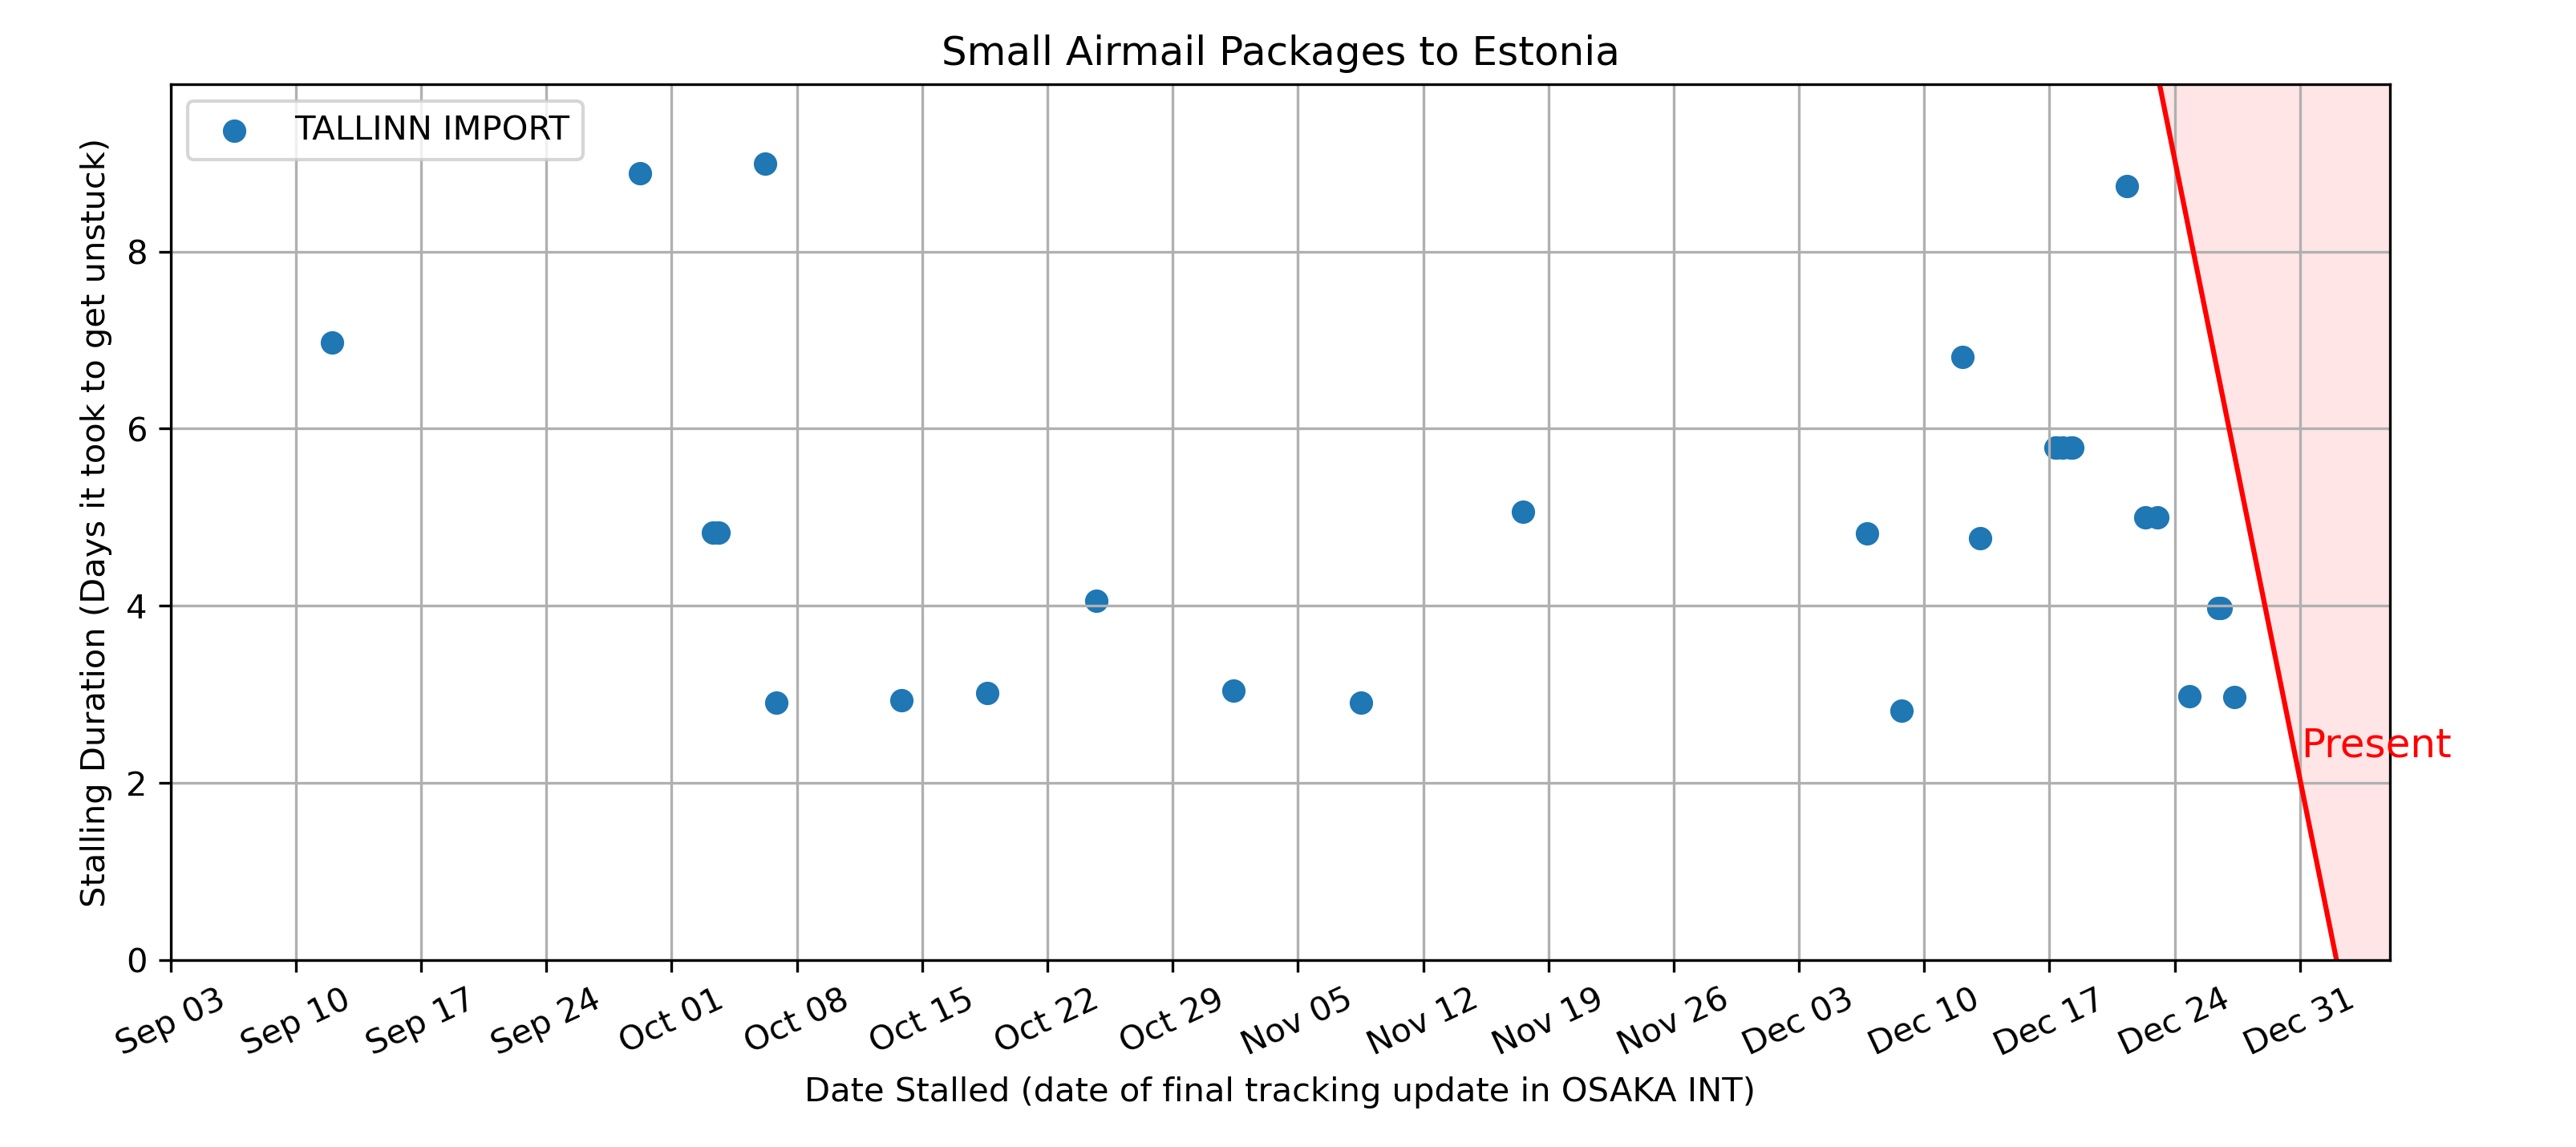 Small Airmail Packages to Estonia
TALLINN IMPORT
Stalling Duration (Days it took to get unstuck)
8
6
4
2
0
Present
Sep 03
Sep 10
Sep 17
Sep 24
Oct 01
Oct 08
Oct 15
Oct 22
Oct 29
Nov 05
Nov 12
Nov 19
Nov 26
Dec 03
Dec 10
Dec 17
Dec 24
Dec 31
Date Stalled (date of final tracking update in OSAKA INT)